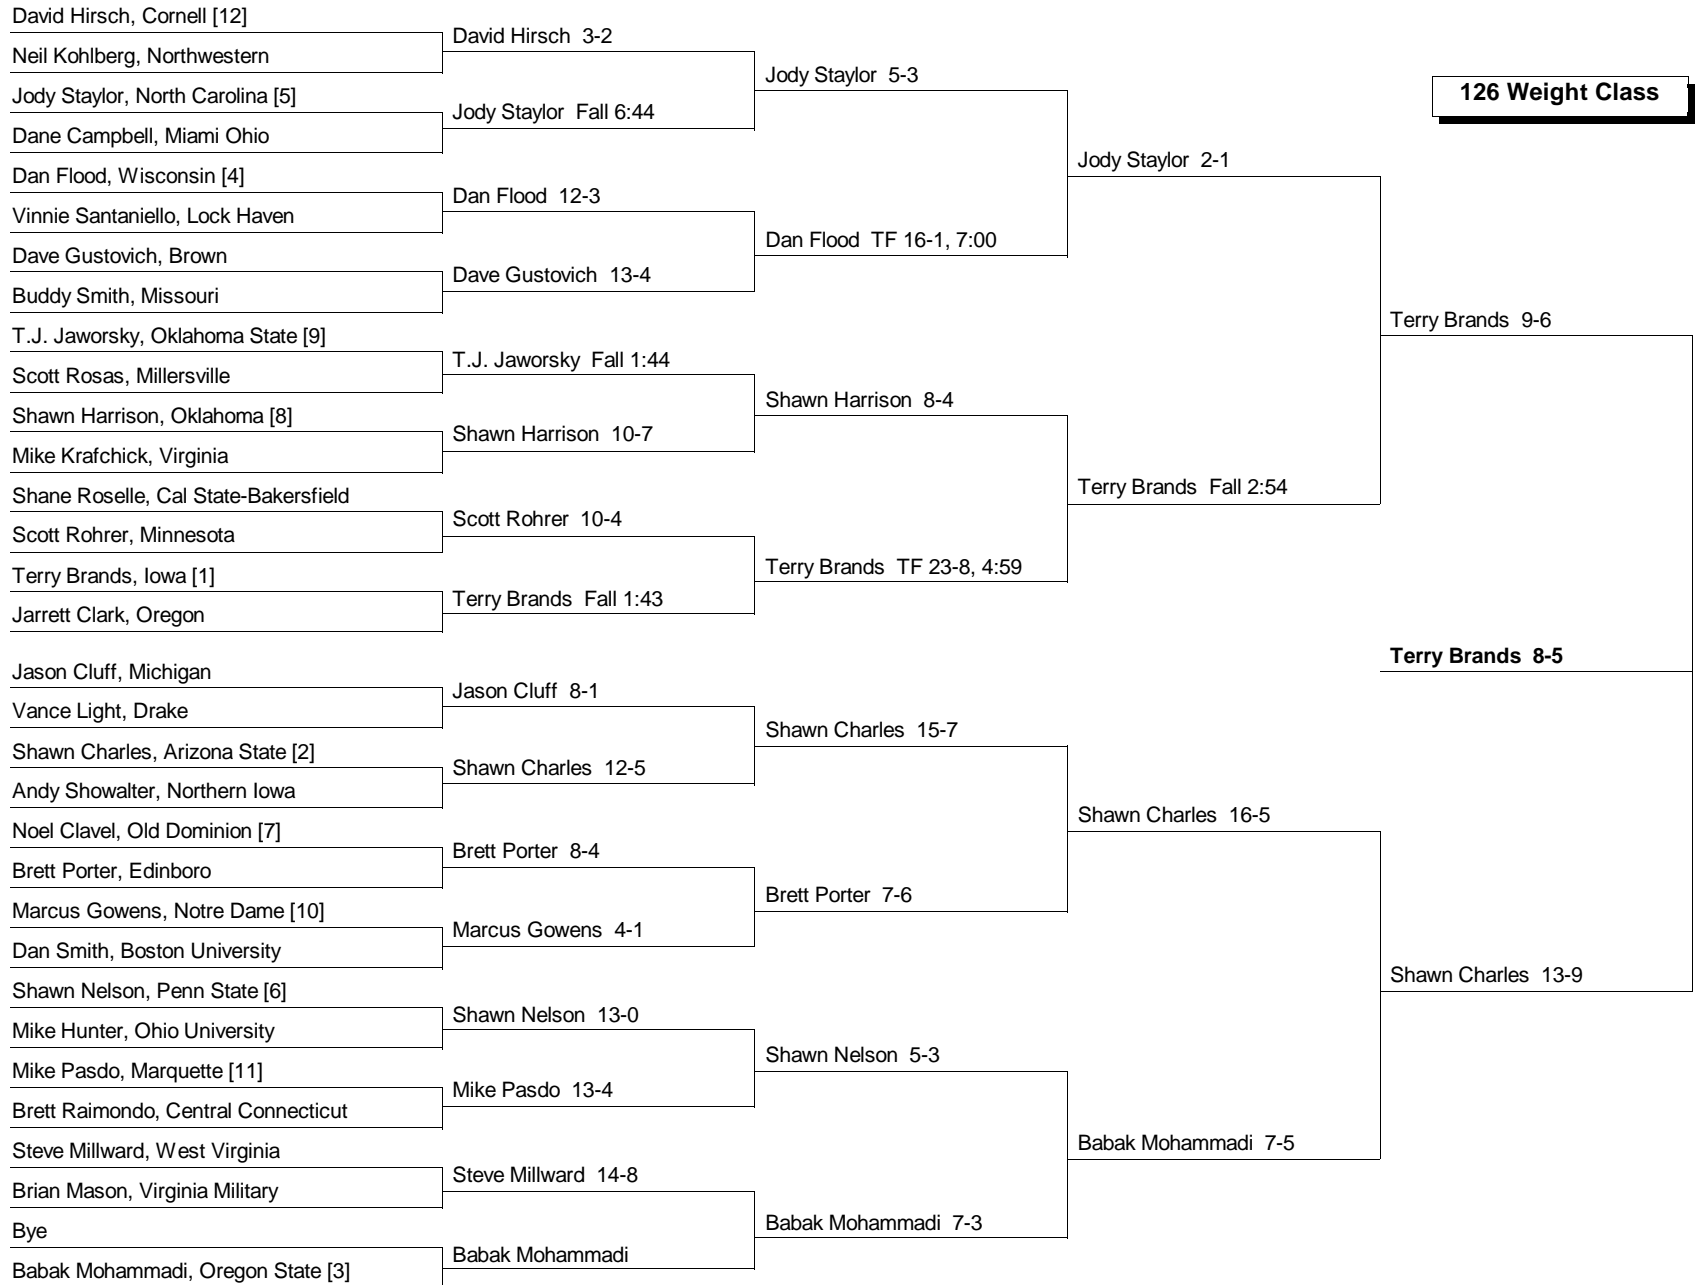 David Hirsch, Cornell [12]
Neil Kohlberg, Northwestern
Jody Staylor, North Carolina [5]
Dane Campbell, Miami Ohio
Dan Flood, Wisconsin [4]
Vinnie Santaniello, Lock Haven
Dave Gustovich, Brown
Buddy Smith, Missouri
T.J. Jaworsky, Oklahoma State [9]
Scott Rosas, Millersville
Shawn Harrison, Oklahoma [8]
Mike Krafchick, Virginia
Shane Roselle, Cal State-Bakersfield
Scott Rohrer, Minnesota
Terry Brands, Iowa [1]
Jarrett Clark, Oregon
Jason Cluff, Michigan
Vance Light, Drake
Shawn Charles, Arizona State [2]
Andy Showalter, Northern Iowa
Noel Clavel, Old Dominion [7]
Brett Porter, Edinboro
Marcus Gowens, Notre Dame [10]
Dan Smith, Boston University
Shawn Nelson, Penn State [6]
Mike Hunter, Ohio University
Mike Pasdo, Marquette [11]
Brett Raimondo, Central Connecticut
Steve Millward, West Virginia
Brian Mason, Virginia Military
Bye
Babak Mohammadi, Oregon State [3]
David Hirsch 3-2
Jody Staylor Fall 6:44
Dan Flood 12-3
Dave Gustovich 13-4
T.J. Jaworsky Fall 1:44
Shawn Harrison 10-7
Scott Rohrer 10-4
Terry Brands Fall 1:43
Jason Cluff 8-1
Shawn Charles 12-5
Brett Porter 8-4
Marcus Gowens 4-1
Shawn Nelson 13-0
Mike Pasdo 13-4
Steve Millward 14-8
Babak Mohammadi
Jody Staylor 5-3
Dan Flood TF 16-1, 7:00
Shawn Harrison 8-4
Terry Brands TF 23-8, 4:59
Shawn Charles 15-7
Brett Porter 7-6
Shawn Nelson 5-3
Babak Mohammadi 7-3
Jody Staylor 2-1
Terry Brands Fall 2:54
Shawn Charles 16-5
Babak Mohammadi 7-5
126 Weight Class
Terry Brands 9-6
Terry Brands 8-5
Shawn Charles 13-9